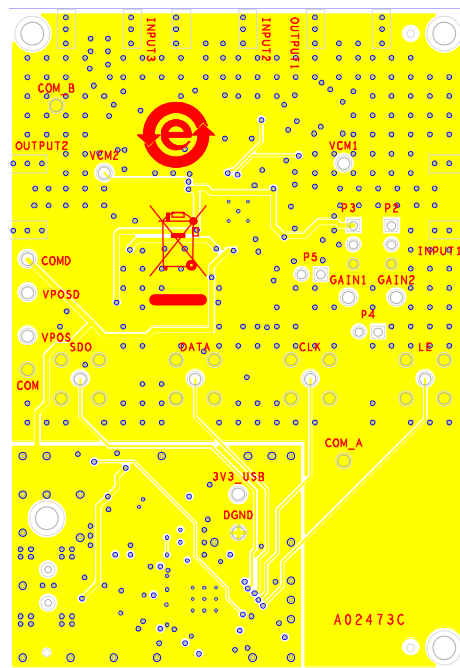 INPUT3
INPUT2
OUTPUT1
COM_B
OUTPUT2
VCM2
VCM1
P3
P2
INPUT1
COMD
P5
GAIN1
GAIN2
VPOSD
P4
VPOS
SDO
DATA
CLK
LE
COM
COM_A
3V3_USB
DGND
A02473C
e